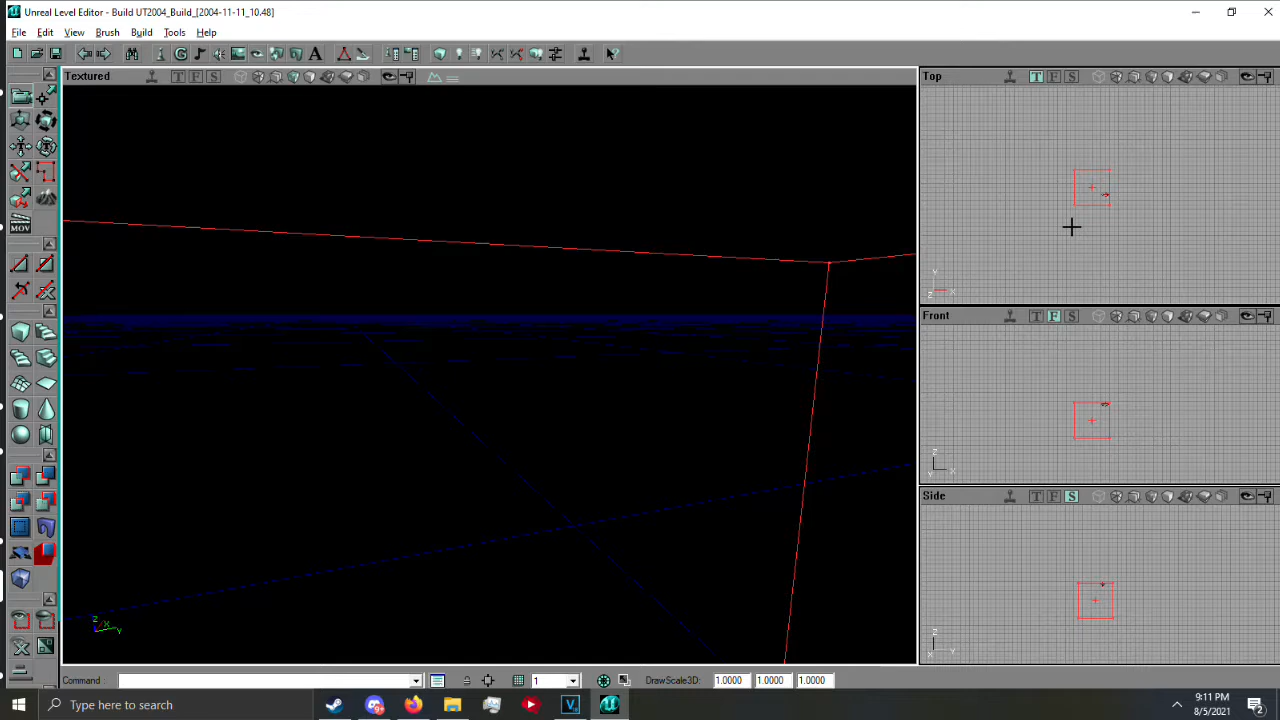 Unreal Level Editor - Build UT2004_Build_[2004-11-11_10.48]
File Edit View Brush Build Tools Help
Textured
T F S
Top
T F S
MOV
Z X Y
Y Z X
Front
T F S
Z Y X
Side
T F S
Z X Y
Command :
1
DrawScale3D: 1.0000 1.0000 1.0000
Type here to search
9:11 PM
8/5/2021
2